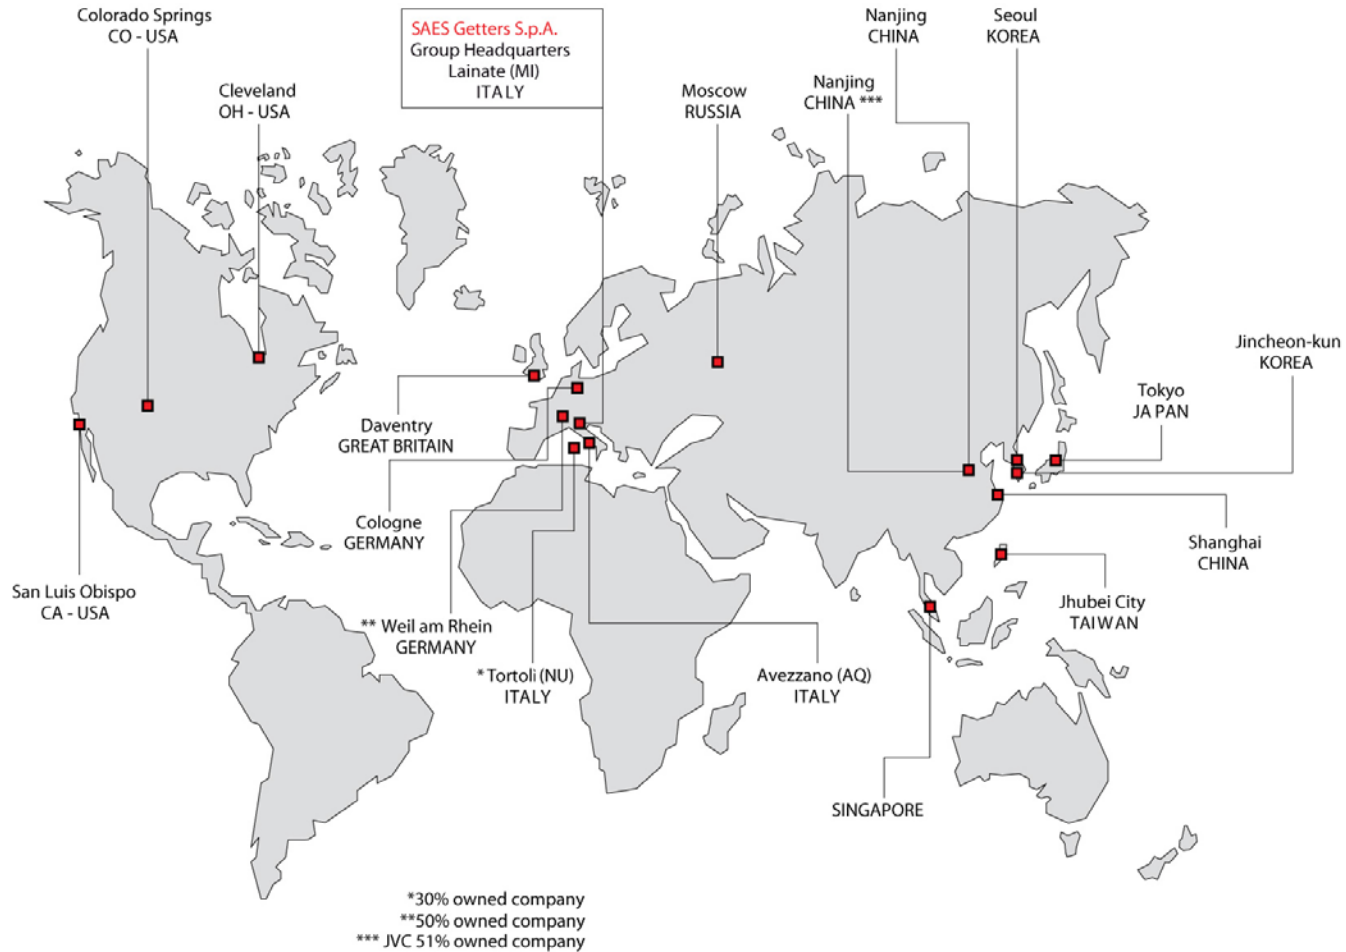 Colorado Springs
CO - USA
Cleveland
OH - USA
SAES Getters S.p.A.
Group Headquarters
Lainate (MI)
ITALY
Moscow
RUSSIA
Nanjing
CHINA ***
Nanjing
CHINA
Seoul
KOREA
Jincheon-kun
KOREA
Tokyo
JA PAN
Daventry
GREAT BRITAIN
Cologne
GERMANY
Shanghai
CHINA
San Luis Obispo
CA - USA
** Weil am Rhein
GERMANY
* Tortoli (NU)
ITALY
Avezzano (AQ)
ITALY
Jhubei City
TAIWAN
SINGAPORE
*30% owned company
**50% owned company
*** JVC 51% owned company